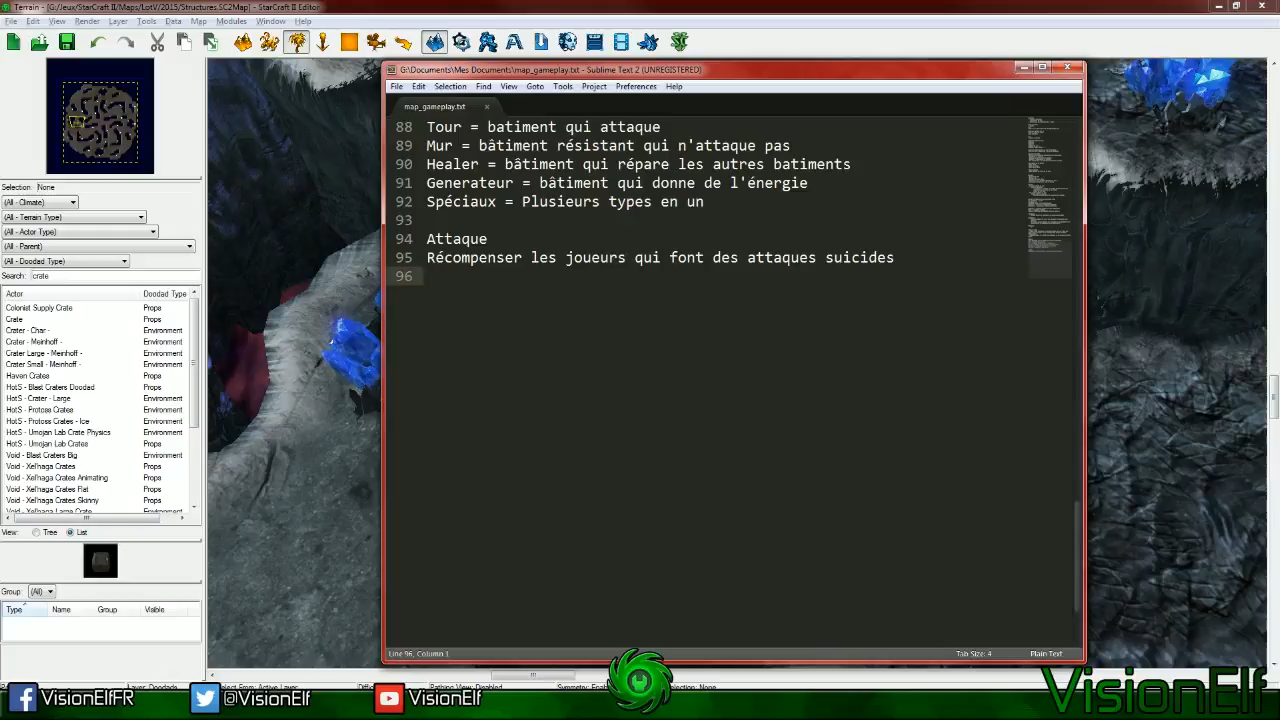 Terrain - [G:/Jeux/StarCraft II/Maps/LotV/2015/Structures.SC2Map] - StarCraft II Editor
File Edit View Render Layer Tools Data Map Modules Window Help
Selection: None
(All - Climate)
(All - Terrain Type)
(All - Actor Type)
(All - Parent)
(All - Doodad Type)
Search: crate
Actor Doodad Type
Colonist Supply Crate Props
Crate Props
Crater - Char - Environment
Crater - Meinhoff - Environment
Crater Large - Meinhoff - Environment
Crater Small - Meinhoff - Environment
Haven Crates Props
HotS - Blast Craters Doodad Environment
HotS - Crater - Large Environment
HotS - Protoss Crates Props
HotS - Protoss Crates - Ice Environment
HotS - Umojan Lab Crate Physics Environment
HotS - Umojan Lab Crates Props
Void - Blast Craters Big Environment
Void - Xel'haga Crates Props
Void - Xel'haga Crates Animating Props
Void - Xel'haga Crates Flat Props
Void - Xel'haga Crates Skinny Props
View: Tree List
Group: (All)
Type Name Group Visible
G:\Documents\Mes Documents\map_gameplay.txt - Sublime Text 2 (UNREGISTERED)
File Edit Selection Find View Goto Tools Project Preferences Help
map_gameplay.txt
88 Tour = batiment qui attaque
89 Mur = bâtiment résistant qui n'attaque pas
90 Healer = bâtiment qui répare les autres batiments
91 Generateur = bâtiment qui donne de l'énergie
92 Spéciaux = Plusieurs types en un
93
94 Attaque
95 Récompenser les joueurs qui font des attaques suicides
96
Line 96, Column 1 Tab Size: 4 Plain Text
VisionElfFR @VisionElf VisionElf
VisionElf